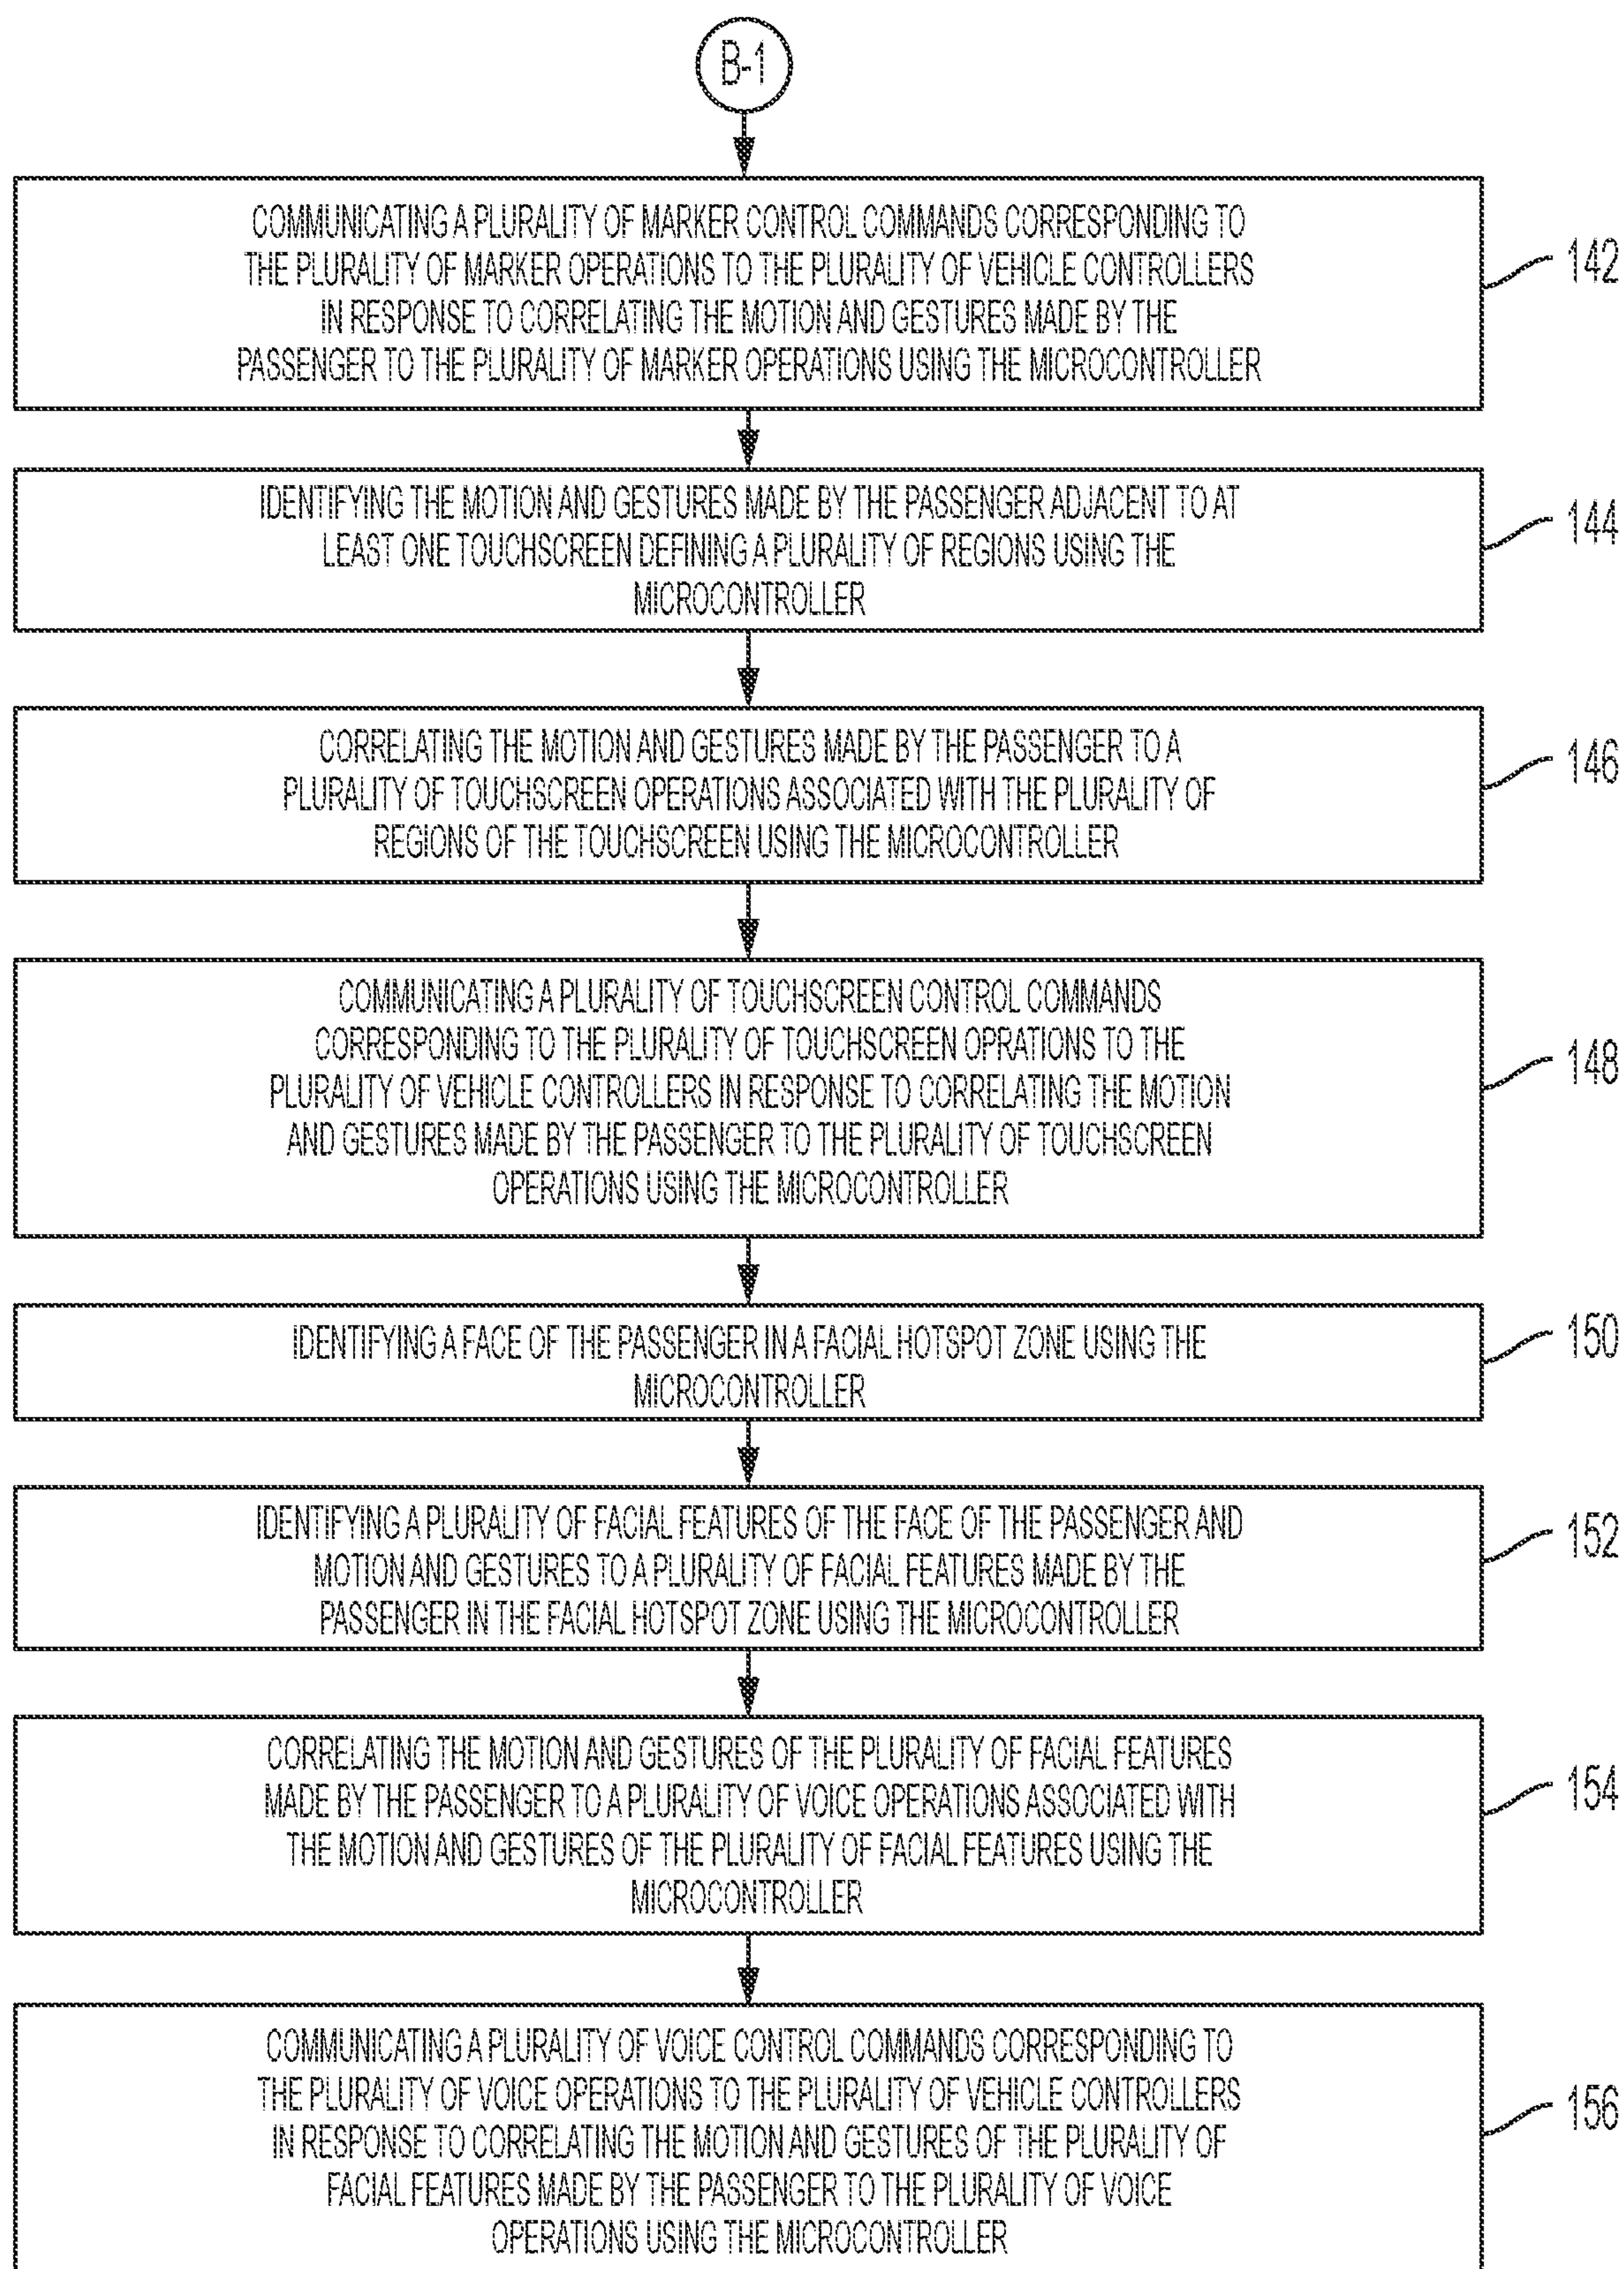 B-1
COMMUNICATING A PLURALITY OF MARKER CONTROL COMMANDS CORRESPONDING TO
THE PLURALITY OF MARKER OPERATIONS TO THE PLURALITY OF VEHICLE CONTROLLERS
IN RESPONSE TO CORRELATING THE MOTION AND GESTURES MADE BY THE
PASSENGER TO THE PLURALITY OF MARKER OPERATIONS USING THE MICROCONTROLLER
142
IDENTIFYING THE MOTION AND GESTURES MADE BY THE PASSENGER ADJACENT TO AT
LEAST ONE TOUCHSCREEN DEFINING A PLURALITY OF REGIONS USING THE
MICROCONTROLLER
144
CORRELATING THE MOTION AND GESTURES MADE BY THE PASSENGER TO A
PLURALITY OF TOUCHSCREEN OPERATIONS ASSOCIATED WITH THE PLURALITY OF
REGIONS OF THE TOUCHSCREEN USING THE MICROCONTROLLER
146
COMMUNICATING A PLURALITY OF TOUCHSCREEN CONTROL COMMANDS
CORRESPONDING TO THE PLURALITY OF TOUCHSCREEN OPRATIONS TO THE
PLURALITY OF VEHICLE CONTROLLERS IN RESPONSE TO CORRELATING THE MOTION
AND GESTURES MADE BY THE PASSENGER TO THE PLURALITY OF TOUCHSCREEN
OPERATIONS USING THE MICROCONTROLLER
148
IDENTIFYING A FACE OF THE PASSENGER IN A FACIAL HOTSPOT ZONE USING THE
MICROCONTROLLER
150
IDENTIFYING A PLURALITY OF FACIAL FEATURES OF THE FACE OF THE PASSENGER AND
MOTION AND GESTURES TO A PLURALITY OF FACIAL FEATURES MADE BY THE
PASSENGER IN THE FACIAL HOTSPOT ZONE USING THE MICROCONTROLLER
152
CORRELATING THE MOTION AND GESTURES OF THE PLURALITY OF FACIAL FEATURES
MADE BY THE PASSENGER TO A PLURALITY OF VOICE OPERATIONS ASSOCIATED WITH
THE MOTION AND GESTURES OF THE PLURALITY OF FACIAL FEATURES USING THE
MICROCONTROLLER
154
COMMUNICATING A PLURALITY OF VOICE CONTROL COMMANDS CORRESPONDING TO
THE PLURALITY OF VOICE OPERATIONS TO THE PLURALITY OF VEHICLE CONTROLLERS
IN RESPONSE TO CORRELATING THE MOTION AND GESTURES OF THE PLURALITY OF
FACIAL FEATURES MADE BY THE PASSENGER TO THE PLURALITY OF VOICE
OPERATIONS USING THE MICROCONTROLLER
156